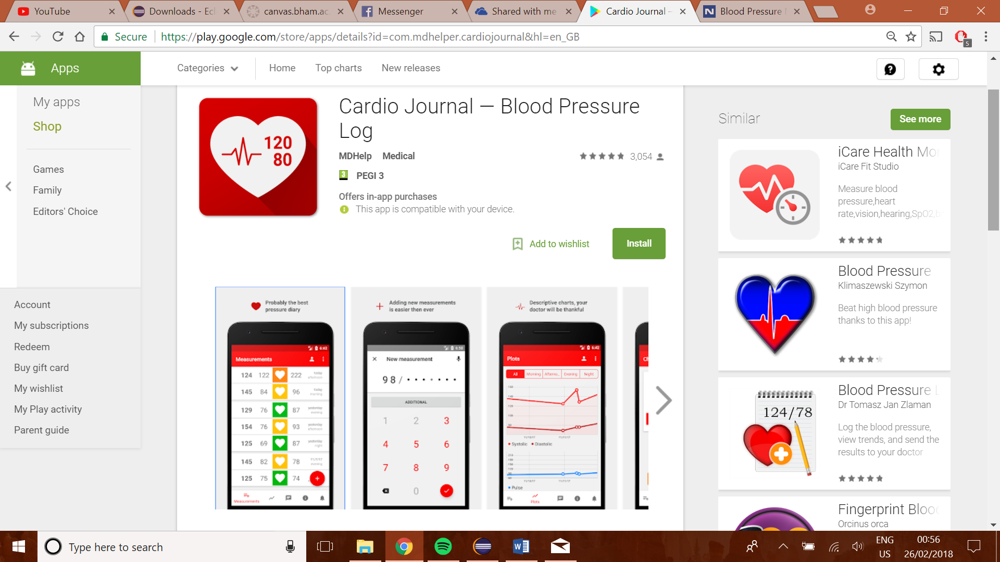 YouTube
Downloads - Ecl
canvas.bham.ac.
Messenger
Shared with me
Cardio Journal –
Blood Pressure
Secure
https://play.google.com/store/apps/details?id=com.mdhelper.cardiojournal&hl=en_GB
5
Apps
Categories
Home
Top charts
New releases
My apps
Shop
Games
Family
Editors' Choice
Account
My subscriptions
Redeem
Buy gift card
My wishlist
My Play activity
Parent guide
120
80
Cardio Journal — Blood Pressure
Log
MDHelp Medical
3,054
3 PEGI 3
Offers in-app purchases
This app is compatible with your device.
Add to wishlist
Install
Probably the best
pressure diary
6:42
Measurements
124 122 222 today
afternoon
145 84 96 today
morning
129 76 87 yesterday
evening
154 76 93 yesterday
afternoon
125 69 87 yesterday
night
145 82 78 11/7/17
evening
125 75 74
Measurements
Adding new measurements
is easier then ever
6:50
New measurement
98/
ADDITIONAL
1 2 3
4 5 6
7 8 9
0
Descriptive charts, your
doctor will be thankful
6:42
Plots
All Morning Afterno... Evening Night
Systolic Diastolic
Pulse
Plots
Similar
See more
iCare Health Mo
iCare Fit Studio
Measure blood
pressure,heart
rate,vision,hearing,SpO2,b
Blood Pressure
Klimaszewski Szymon
Beat high blood pressure
thanks to this app!
124/78
Blood Pressure L
Dr Tomasz Jan Zlaman
Log the blood pressure,
view trends, and send the
results to your doctor
Fingerprint Bloo
Orcinus orca
Type here to search
ENG
US
00:56
26/02/2018